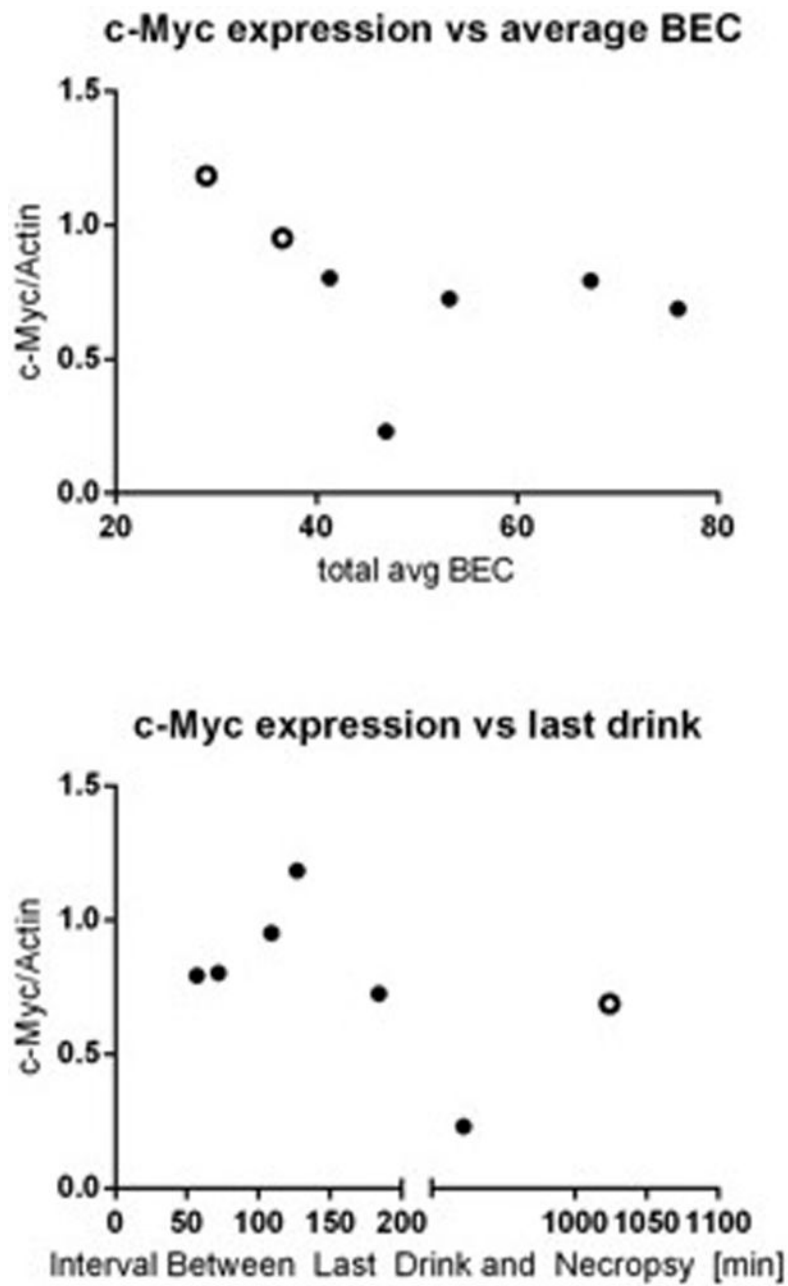 c-Myc expression vs average BEC
1.5
1.0
0.5
0.0
c-Myc/Actin
20 40 60 80
total avg BEC
c-Myc expression vs last drink
1.5
1.0
0.5
0.0
c-Myc/Actin
0 50 100 150 200 1000 1050 1100
Interval Between Last Drink and Necropsy [min]